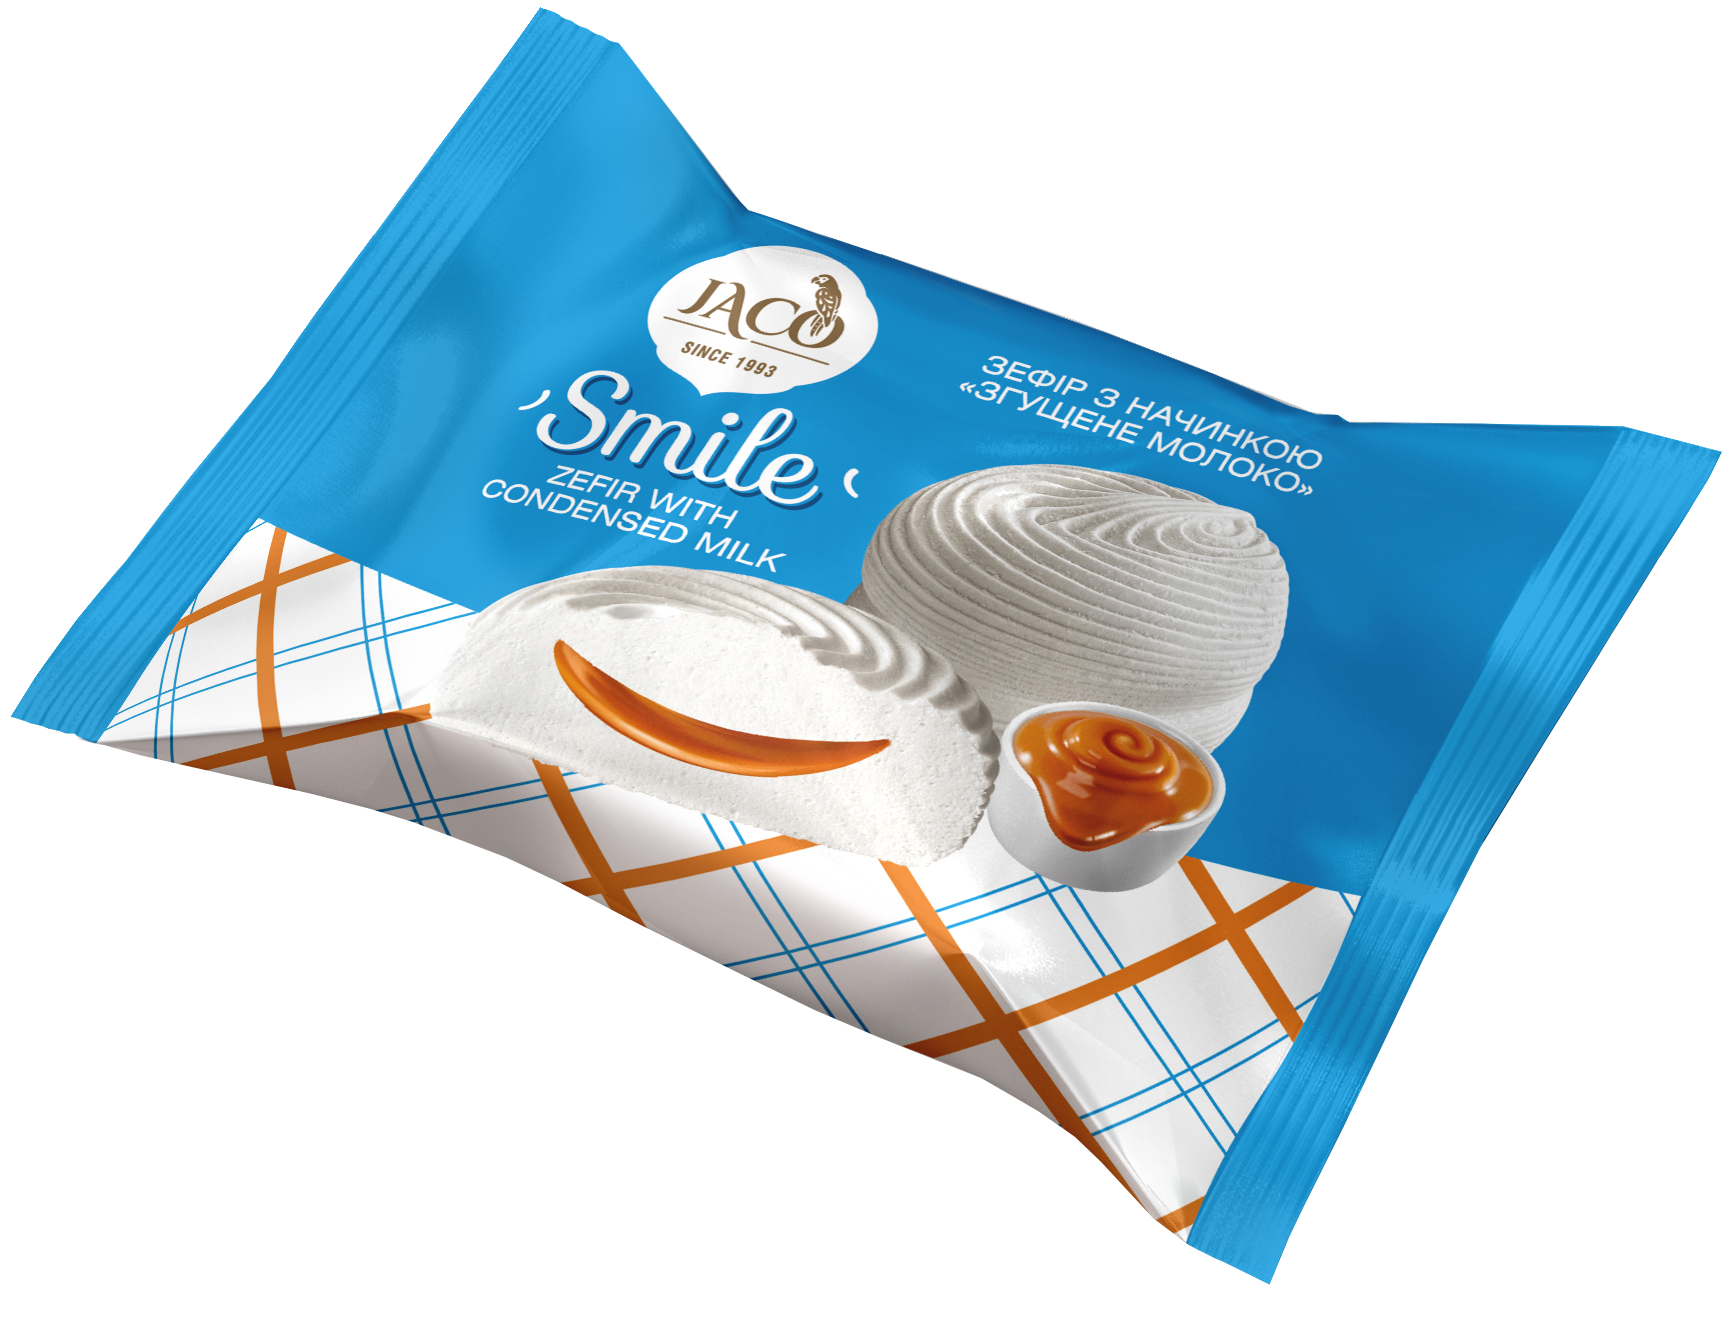 JACO
SINCE 1993
Smile
ZEFIR WITH
CONDENSED MILK
ЗЕФІР З НАЧИНКОЮ
«ЗГУЩЕНЕ МОЛОКО»